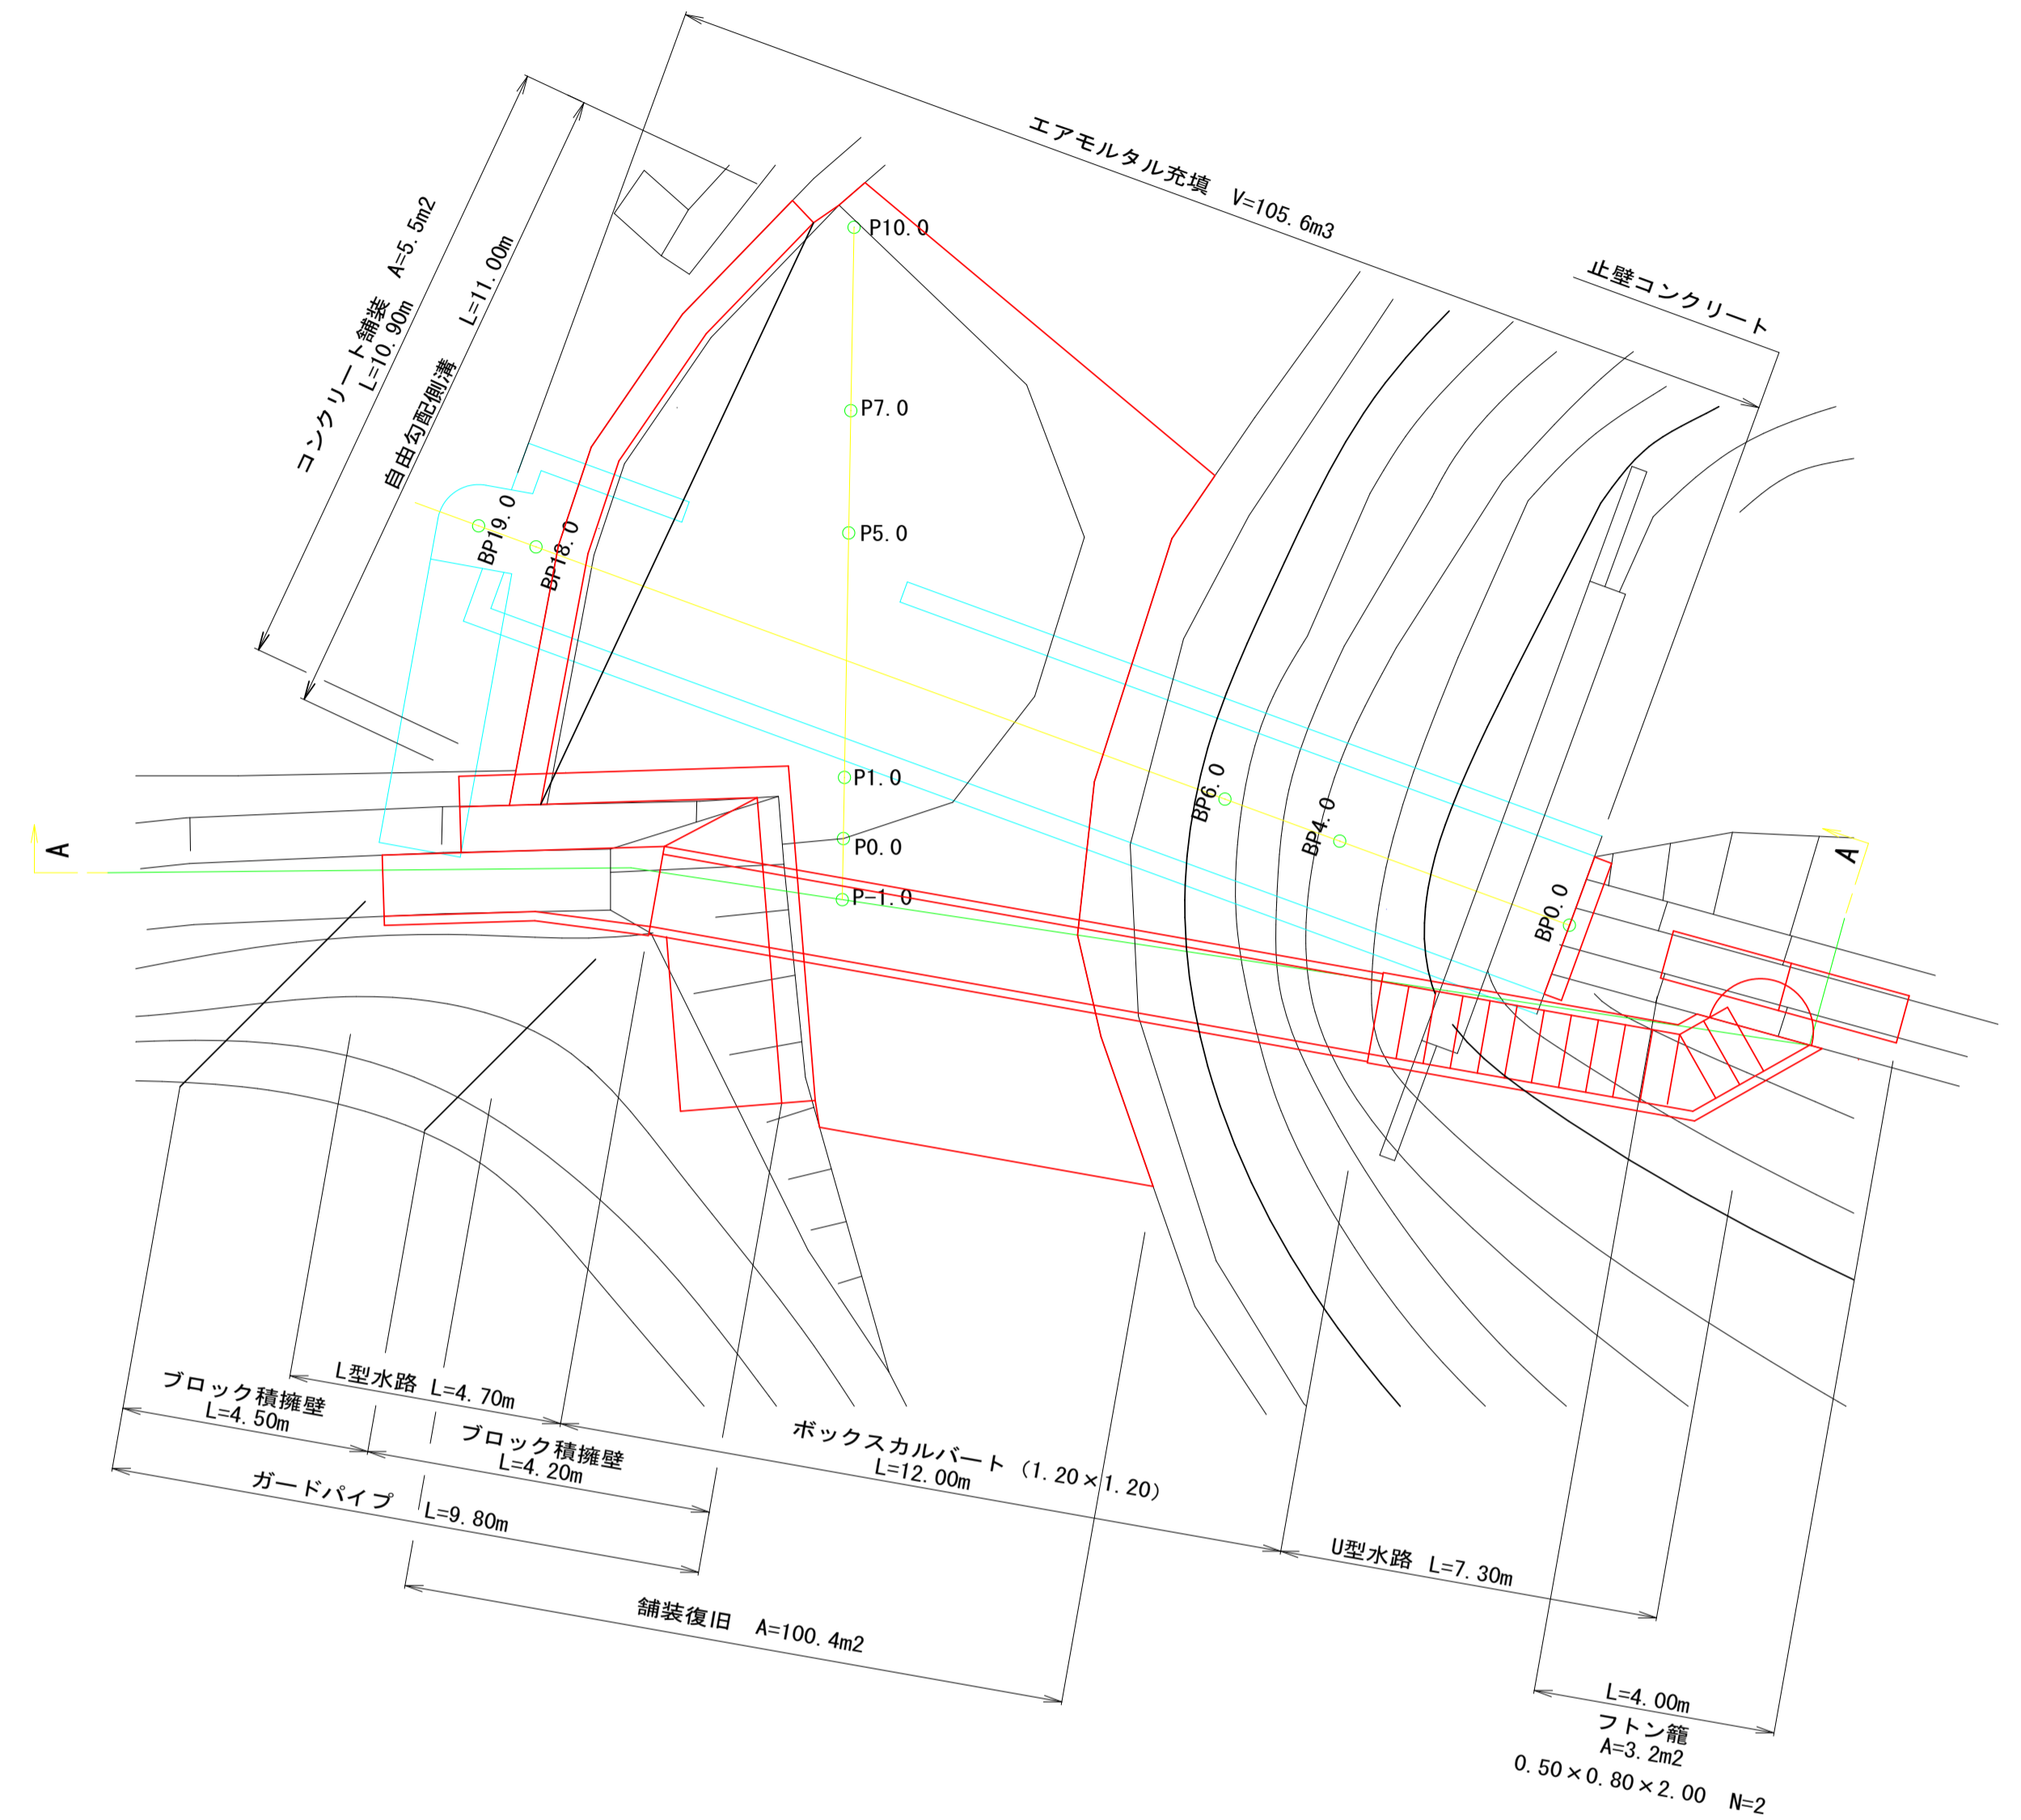 エアモルタル充填　V=105.6m3
止壁コンクリート
コンクリート舗装　A=5.5m2
L=10.90m
自由勾配側溝　L=11.00m
P10.0
P7.0
P5.0
P1.0
P0.0
P-1.0
BP19.0
BP18.0
BP6.0
BP4.0
BP0.0
A
A
L型水路 L=4.70m
ブロック積擁壁
L=4.50m
ブロック積擁壁
L=4.20m
ボックスカルバート（1.20×1.20）
L=12.00m
ガードパイプ　L=9.80m
U型水路 L=7.30m
舗装復旧　A=100.4m2
L=4.00m
フトン籠
A=3.2m2
0.50×0.80×2.00　N=2